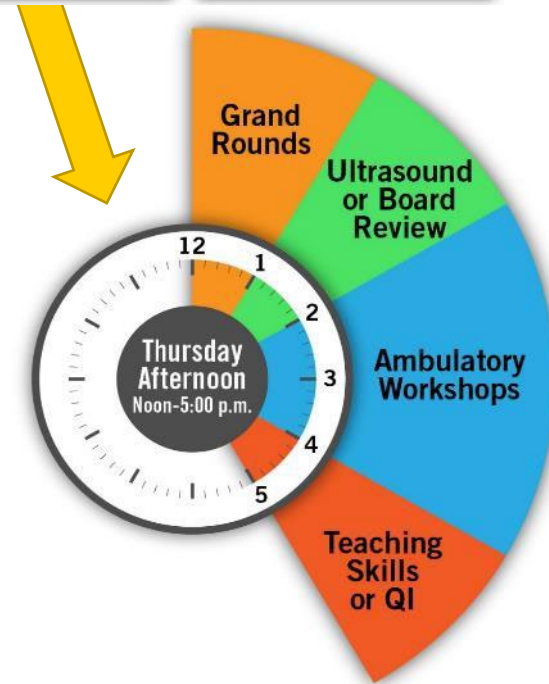 Grand
Rounds
Ultrasound
or Board
Review
Ambulatory
Workshops
Teaching
Skills
or QI
12
1
2
3
4
5
Thursday
Afternoon
Noon-5:00 p.m.